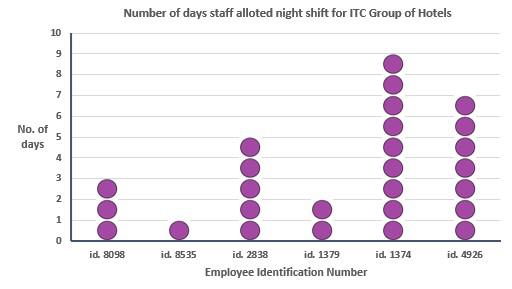 Number of days staff alloted night shift for ITC Group of Hotels
10
9
8
7
6
5
4
3
2
1
0
No. of
days
id. 8098 id. 8535 id. 2838 id. 1379 id. 1374 id. 4926
Employee Identification Number